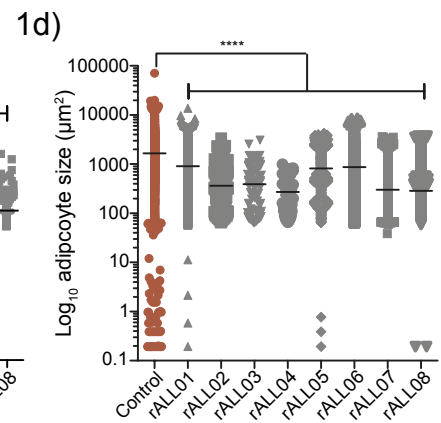 1d)
****
Log10 adipcoyte size (μm²)
100000
10000
1000
100
10
1
0.1
Control
rALL01
rALL02
rALL03
rALL04
rALL05
rALL06
rALL07
rALL08